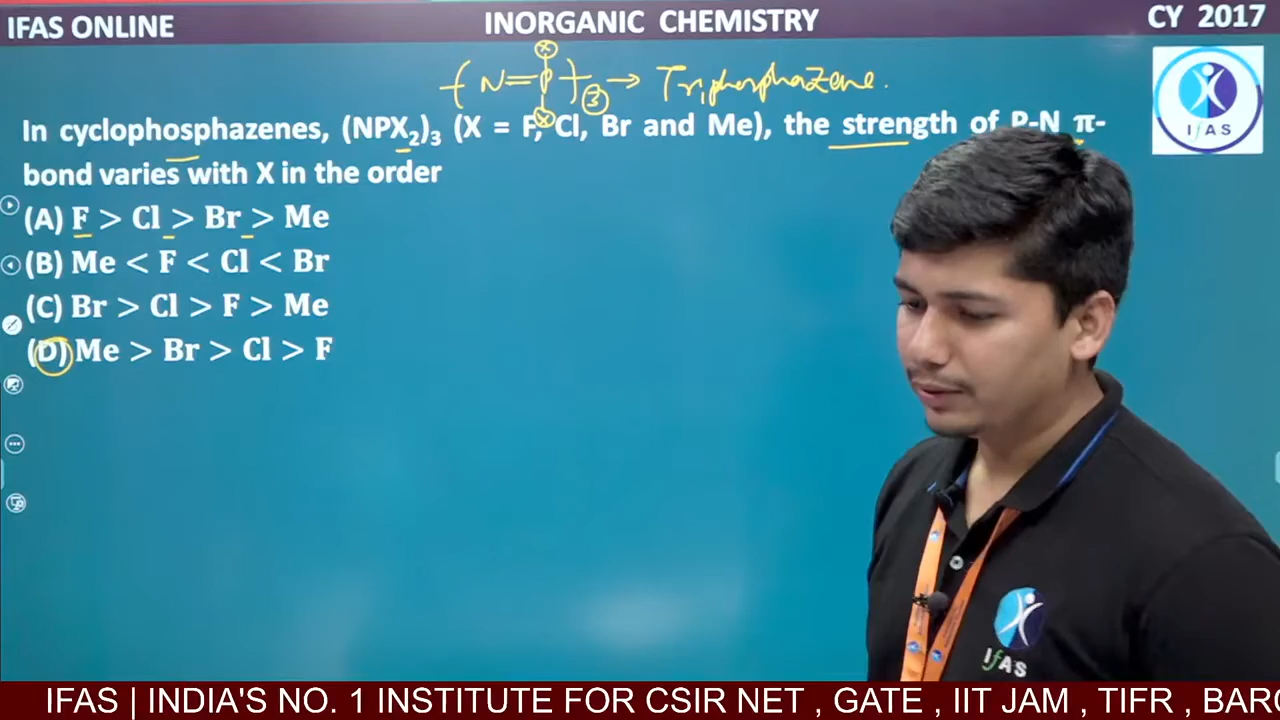 IFAS ONLINE INORGANIC CHEMISTRY CY 2017
{ N=P }₃ → Triphosphazene.
X
X
In cyclophosphazenes, (NPX₂)₃ (X = F, Cl, Br and Me), the strength of P-N π-
bond varies with X in the order
(A) F > Cl > Br > Me
(B) Me < F < Cl < Br
(C) Br > Cl > F > Me
(D) Me > Br > Cl > F
IFAS
IFAS
IFAS | INDIA'S NO. 1 INSTITUTE FOR CSIR NET , GATE , IIT JAM , TIFR , BARC